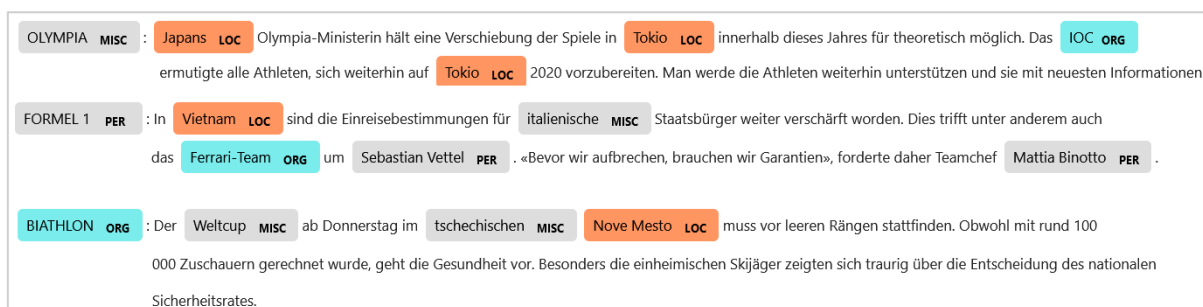 OLYMPIA MISC : Japans LOC Olympia-Ministerin hält eine Verschiebung der Spiele in Tokio LOC innerhalb dieses Jahres für theoretisch möglich. Das IOC ORG
ermutigte alle Athleten, sich weiterhin auf Tokio LOC 2020 vorzubereiten. Man werde die Athleten weiterhin unterstützen und sie mit neuesten Informationen
FORMEL 1 PER : In Vietnam LOC sind die Einreisebestimmungen für italienische MISC Staatsbürger weiter verschärft worden. Dies trifft unter anderem auch
das Ferrari-Team ORG um Sebastian Vettel PER . «Bevor wir aufbrechen, brauchen wir Garantien», forderte daher Teamchef Mattia Binotto PER .
BIATHLON ORG : Der Weltcup MISC ab Donnerstag im tschechischen MISC Nove Mesto LOC muss vor leeren Rängen stattfinden. Obwohl mit rund 100
000 Zuschauern gerechnet wurde, geht die Gesundheit vor. Besonders die einheimischen Skijäger zeigten sich traurig über die Entscheidung des nationalen
Sicherheitsrates.